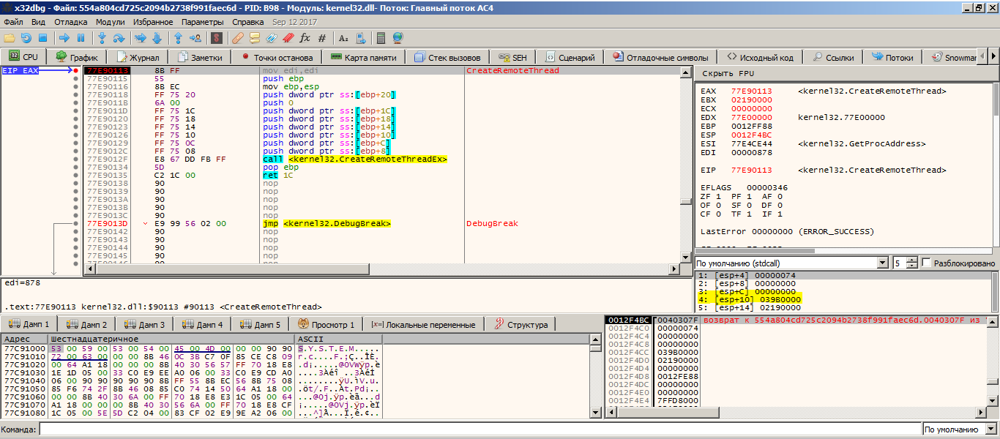 x32dbg - Файл: 554a804cd725c2094b2738f991faec6d - PID: B98 - Модуль: kernel32.dll- Поток: Главный поток AC4
Файл Вид Отладка Модули Избранное Параметры Справка Sep 12 2017
CPU График Журнал Заметки Точки останова Карта памяти Стек вызовов SEH Сценарий Отладочные символы Исходный код Ссылки Потоки Snowman
EIP EAX
77E90113 8B FF mov edi,edi CreateRemoteThread
77E90115 55 push ebp
77E90116 8B EC mov ebp,esp
77E90118 FF 75 20 push dword ptr ss:[ebp+20]
77E9011B 6A 00 push 0
77E9011D FF 75 1C push dword ptr ss:[ebp+1C]
77E90120 FF 75 18 push dword ptr ss:[ebp+18]
77E90123 FF 75 14 push dword ptr ss:[ebp+14]
77E90126 FF 75 10 push dword ptr ss:[ebp+10]
77E90129 FF 75 0C push dword ptr ss:[ebp+C]
77E9012C FF 75 08 push dword ptr ss:[ebp+8]
77E9012F E8 67 DD FB FF call <kernel32.CreateRemoteThreadEx>
77E90134 5D pop ebp
77E90135 C2 1C 00 ret 1C
77E90138 90 nop
77E90139 90 nop
77E9013A 90 nop
77E9013B 90 nop
77E9013C 90 nop
77E9013D E9 99 56 02 00 jmp <kernel32.DebugBreak> DebugBreak
77E90142 90 nop
77E90143 90 nop
77E90144 90 nop
77E90145 90 nop
90 nop
Скрыть FPU
EAX 77E90113 <kernel32.CreateRemoteThread>
EBX 02190000
ECX 00000000
EDX 77E00000 kernel32.77E00000
EBP 0012FF88
ESP 0012F4BC
ESI 77E4CE44 <kernel32.GetProcAddress>
EDI 00000878
EIP 77E90113 <kernel32.CreateRemoteThread>
EFLAGS 00000346
ZF 1 PF 1 AF 0
OF 0 SF 0 DF 0
CF 0 TF 1 IF 1
LastError 00000000 (ERROR_SUCCESS)
По умолчанию (stdcall) 5 Разблокировано
1: [esp+4] 00000074
2: [esp+8] 00000000
3: [esp+C] 00000000
4: [esp+10] 039B0000
5: [esp+14] 02190000
edi=878
.text:77E90113 kernel32.dll:$90113 #90113 <CreateRemoteThread>
Дамп 1 Дамп 2 Дамп 3 Дамп 4 Дамп 5 Просмотр 1 [x=] Локальные переменные Структура
Адрес Шестнадцатеричное ASCII
77C91000 53 00 59 00 53 00 54 00 45 00 4D 00 00 00 90 90 S.Y.S.T.E.M.....
77C91010 72 00 63 00 00 00 8B 46 0C 3B C7 0F 85 CE C8 09
77C91020 00 64 A1 18 00 00 00 8B 40 30 56 57 FF 70 18 E8
77C91030 1E 1D 05 00 33 C0 E9 EE A0 06 00 33 C0 E9 CD A0
77C91040 06 00 90 90 90 90 90 8B FF 55 8B EC 56 8B 75 08
77C91050 85 F6 74 2F 8B 46 08 85 C0 74 14 50 64 A1 18 00
77C91060 00 00 8B 40 30 6A 00 FF 70 18 E8 E3 1C 05 00 64
77C91070 A1 18 00 00 00 8B 40 30 56 6A 00 FF 70 18 E8 CF
77C91080 1C 05 00 5E 5D C2 04 00 83 CF 02 E9 9E A2 06 00
0012F4BC 0040307F возврат к 554a804cd725c2094b2738f991faec6d.0040307F из
0012F4C0 00000074
0012F4C4 00000000
0012F4C8 00000000
0012F4CC 039B0000
0012F4D0 02190000
0012F4D4 00000000
0012F4D8 0012FE88
0012F4DC 00000000
0012F4E0 00000000
0012F4E4 7FFD8000
Команда: По умолчанию